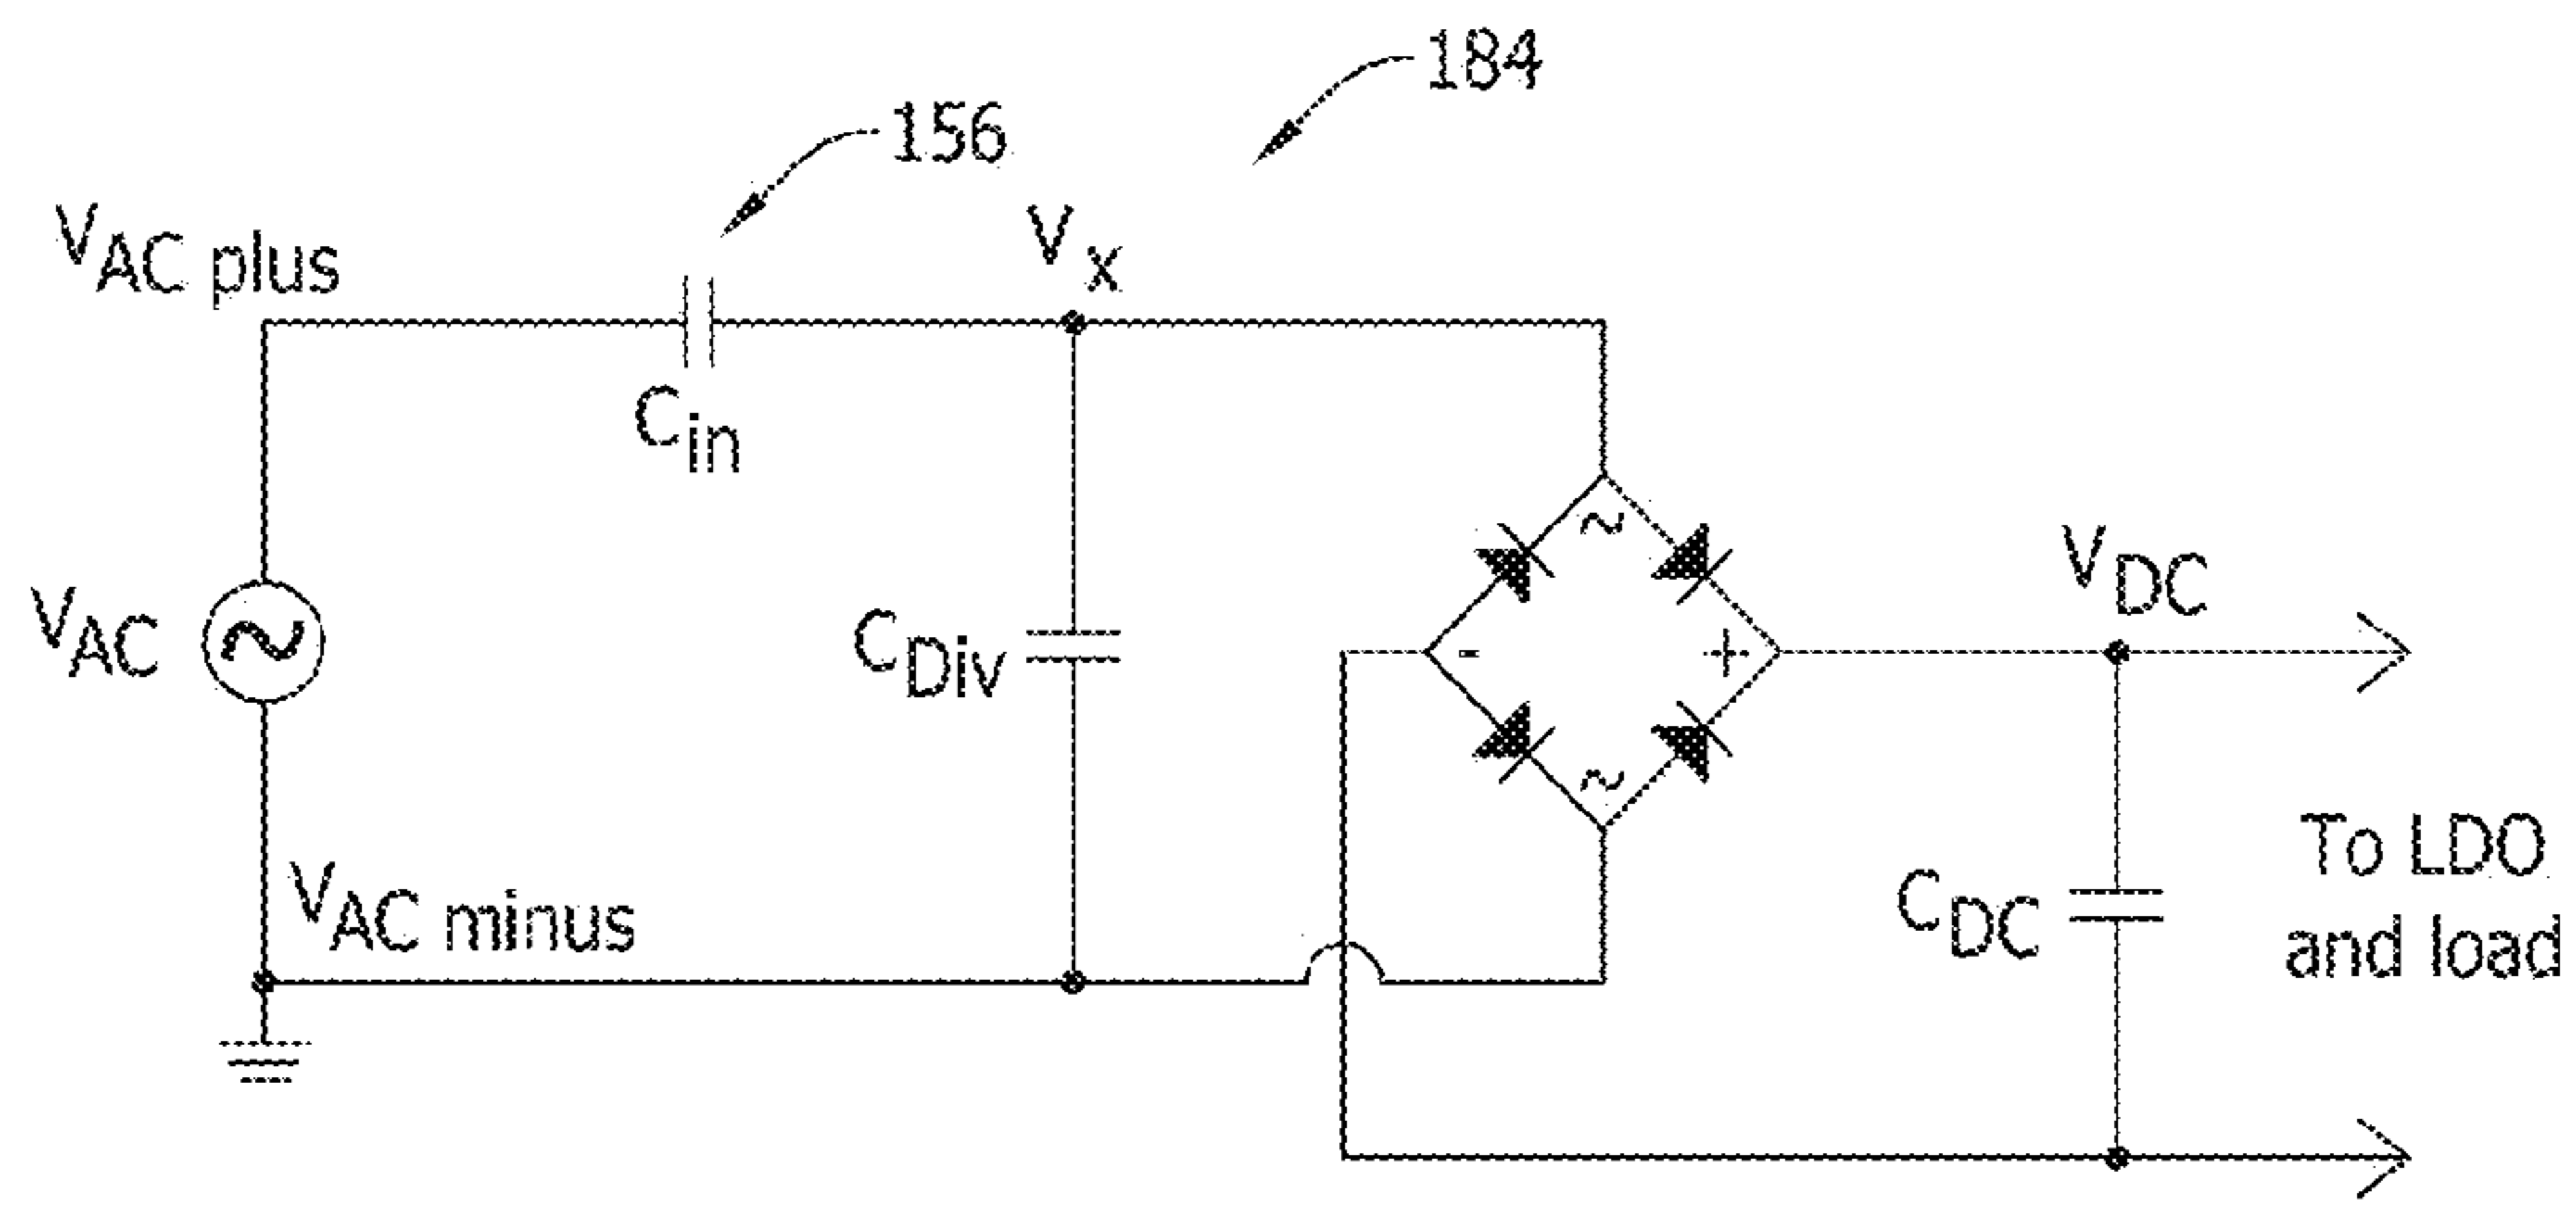 184
156
VAC plus
Vx
Cin
VAC
CDiv
~
-
+
~
VDC
VAC minus
CDC
To LDO
and load